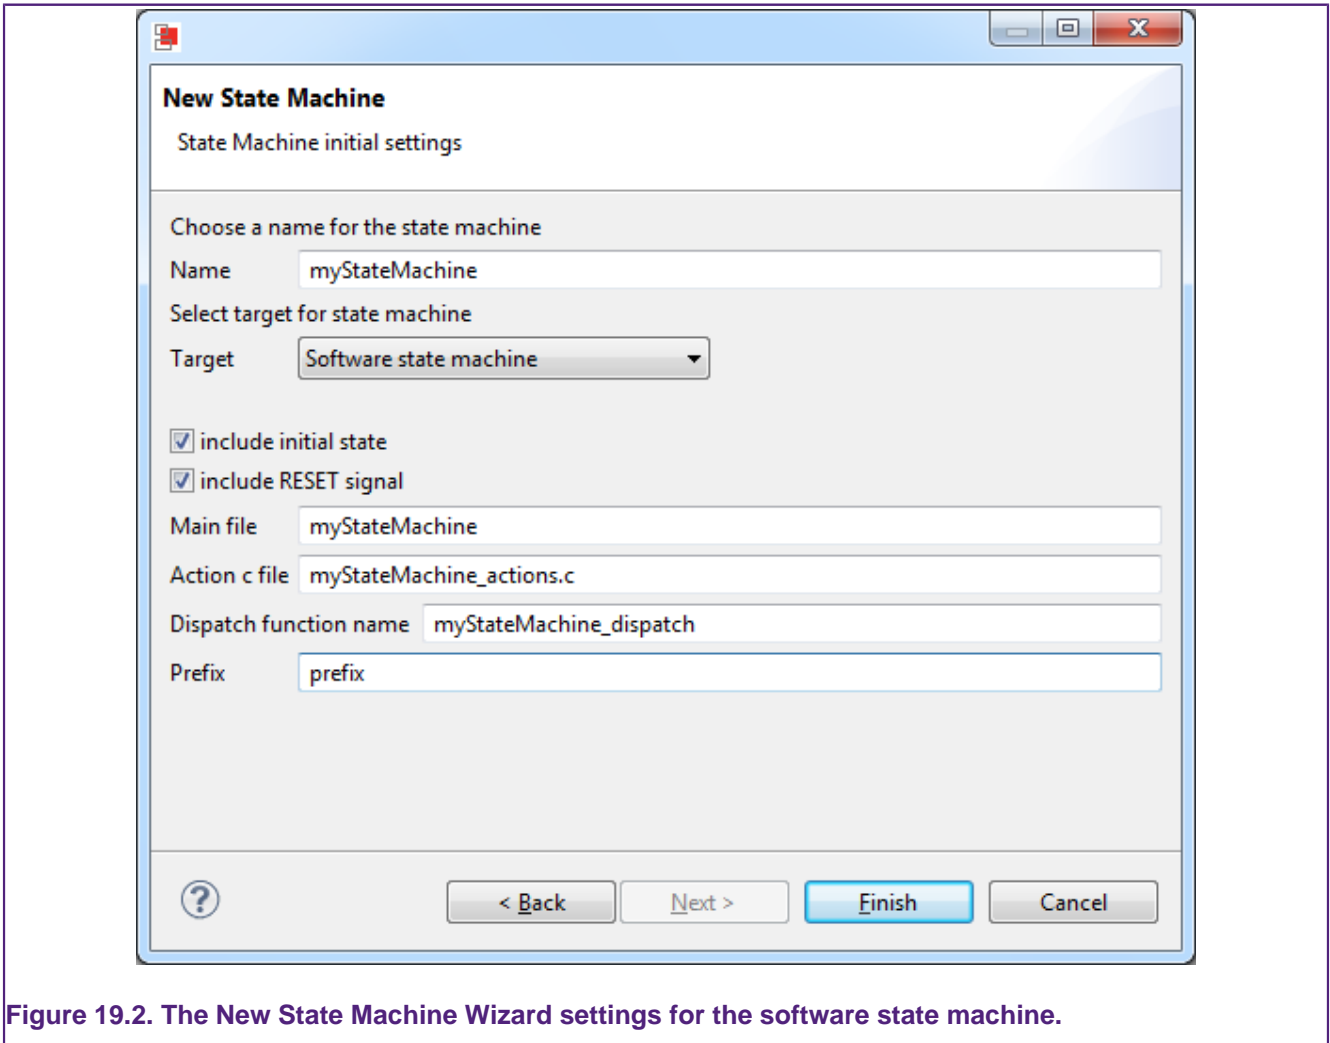 New State Machine
State Machine initial settings
Choose a name for the state machine
Name myStateMachine
Select target for state machine
Target Software state machine
include initial state
include RESET signal
Main file myStateMachine
Action c file myStateMachine_actions.c
Dispatch function name myStateMachine_dispatch
Prefix prefix
? < Back Next > Finish Cancel
Figure 19.2. The New State Machine Wizard settings for the software state machine.